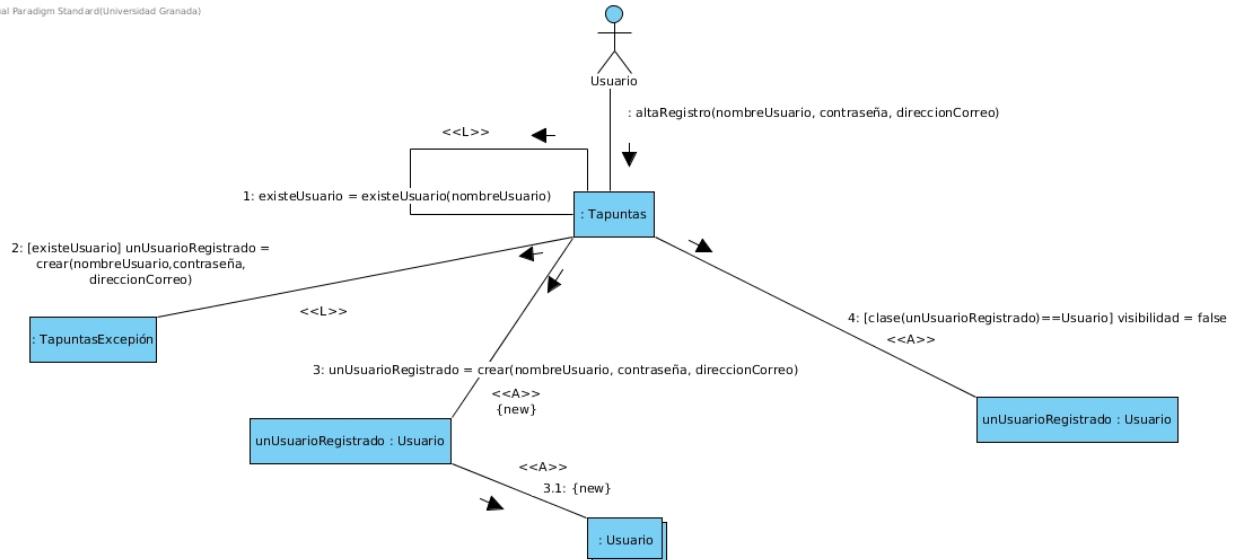 al Paradigm Standard(Universidad Granada)
Usuario
: altaRegistro(nombreUsuario, contraseña, direccionCorreo)
<<L>>
1: existeUsuario = existeUsuario(nombreUsuario)
: Tapuntas
2: [existeUsuario] unUsuarioRegistrado =
crear(nombreUsuario,contraseña,
direccionCorreo)
<<L>>
: TapuntasExcepión
4: [clase(unUsuarioRegistrado)==Usuario] visibilidad = false
<<A>>
3: unUsuarioRegistrado = crear(nombreUsuario, contraseña, direccionCorreo)
<<A>>
{new}
unUsuarioRegistrado : Usuario
unUsuarioRegistrado : Usuario
<<A>>
3.1: {new}
: Usuario